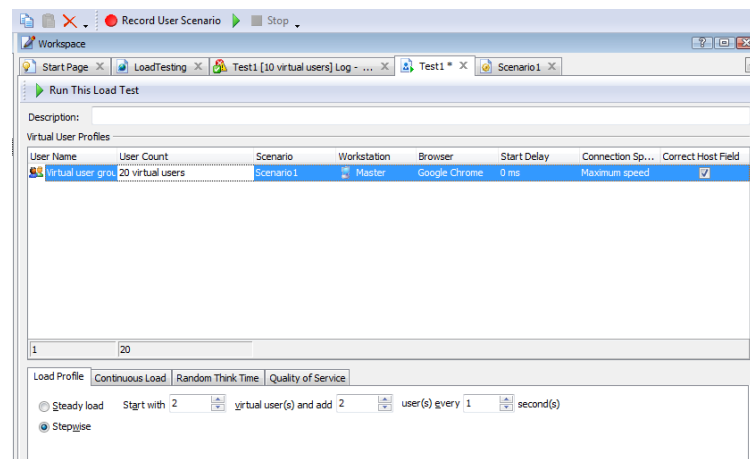 Record User Scenario Stop
Workspace
Start Page LoadTesting Test1 [10 virtual users] Log - ... Test1 * Scenario1
Run This Load Test
Description:
Virtual User Profiles
User Name User Count Scenario Workstation Browser Start Delay Connection Sp... Correct Host Field
Virtual user grou 20 virtual users Scenario1 Master Google Chrome 0 ms Maximum speed
1 20
Load Profile Continuous Load Random Think Time Quality of Service
Steady load Start with 2 virtual user(s) and add 2 user(s) every 1 second(s)
Stepwise